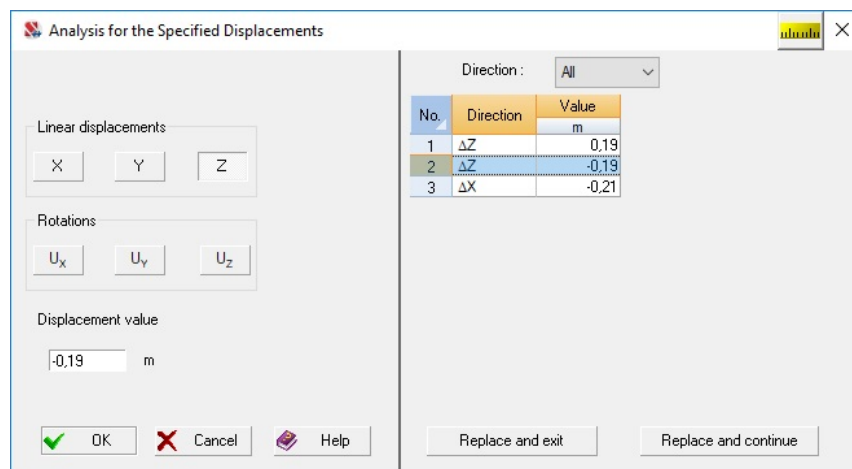 Analysis for the Specified Displacements
Linear displacements
X Y Z
Rotations
UX UY UZ
Displacement value
-0,19 m
OK Cancel Help
Direction : All
No. Direction Value
m
1 ΔZ 0,19
2 ΔZ -0,19
3 ΔX -0,21
Replace and exit Replace and continue